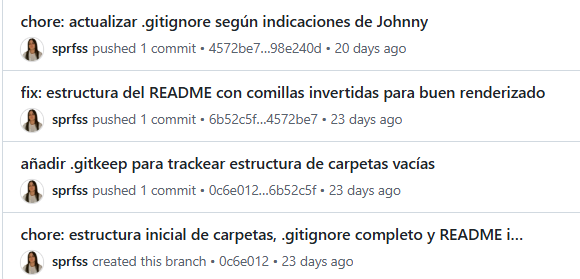 chore: actualizar .gitignore según indicaciones de Johnny
sprfss pushed 1 commit • 4572be7...98e240d • 20 days ago
fix: estructura del README con comillas invertidas para buen renderizado
sprfss pushed 1 commit • 6b52c5f...4572be7 • 23 days ago
añadir .gitkeep para trackear estructura de carpetas vacías
sprfss pushed 1 commit • 0c6e012...6b52c5f • 23 days ago
chore: estructura inicial de carpetas, .gitignore completo y README i...
sprfss created this branch • 0c6e012 • 23 days ago